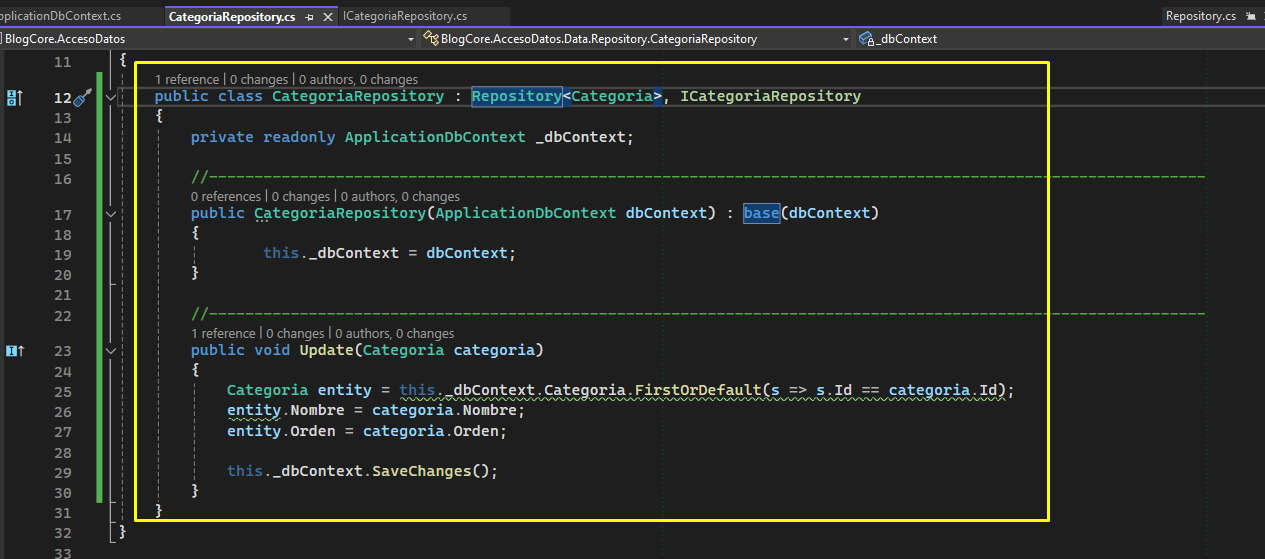 pplicationDbContext.cs CategoriaRepository.cs ICategoriaRepository.cs Repository.cs
BlogCore.AccesoDatos BlogCore.AccesoDatos.Data.Repository.CategoriaRepository _dbContext
11 {
1 reference | 0 changes | 0 authors, 0 changes
12 public class CategoriaRepository : Repository<Categoria>, ICategoriaRepository
13 {
14 private readonly ApplicationDbContext _dbContext;
15
16 //--------------------------------------------------------------------------------------------------------------
0 references | 0 changes | 0 authors, 0 changes
17 public CategoriaRepository(ApplicationDbContext dbContext) : base(dbContext)
18 {
19 this._dbContext = dbContext;
20 }
21
22 //--------------------------------------------------------------------------------------------------------------
1 reference | 0 changes | 0 authors, 0 changes
23 public void Update(Categoria categoria)
24 {
25 Categoria entity = this._dbContext.Categoria.FirstOrDefault(s => s.Id == categoria.Id);
26 entity.Nombre = categoria.Nombre;
27 entity.Orden = categoria.Orden;
28
29 this._dbContext.SaveChanges();
30 }
31 }
32 }
33